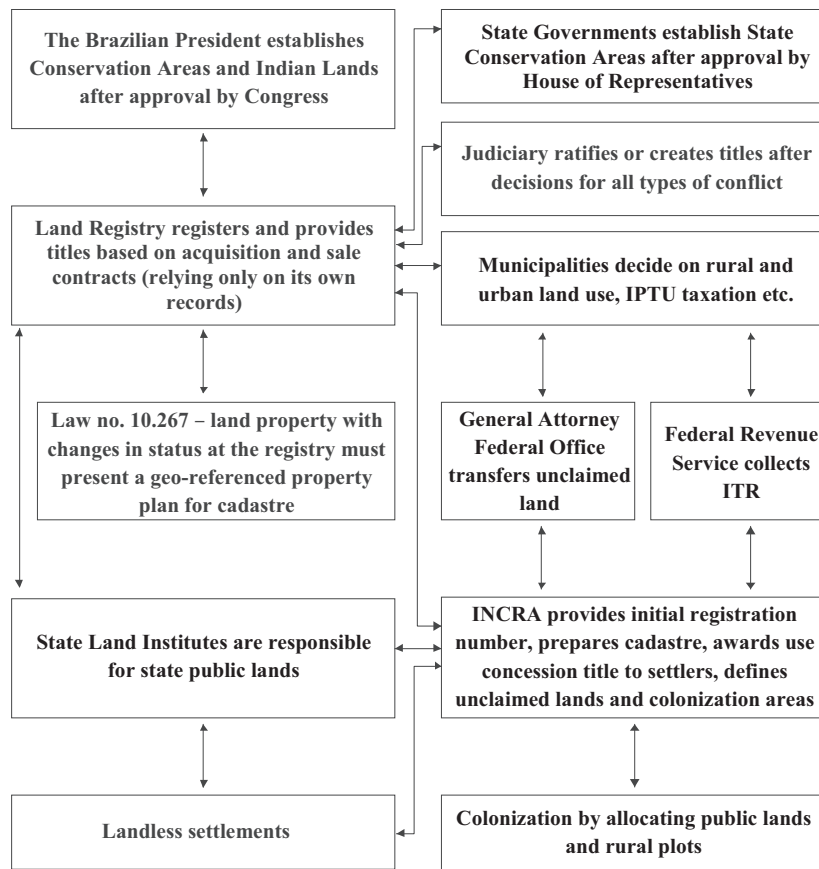 The Brazilian President establishes
Conservation Areas and Indian Lands
after approval by Congress
State Governments establish State
Conservation Areas after approval by
House of Representatives
Judiciary ratifies or creates titles after
decisions for all types of conflict
Land Registry registers and provides
titles based on acquisition and sale
contracts (relying only on its own
records)
Municipalities decide on rural and
urban land use, IPTU taxation etc.
Law no. 10.267 – land property with
changes in status at the registry must
present a geo-referenced property
plan for cadastre
General Attorney
Federal Office
transfers unclaimed
land
Federal Revenue
Service collects
ITR
State Land Institutes are responsible
for state public lands
INCRA provides initial registration
number, prepares cadastre, awards use
concession title to settlers, defines
unclaimed lands and colonization areas
Landless settlements
Colonization by allocating public lands
and rural plots